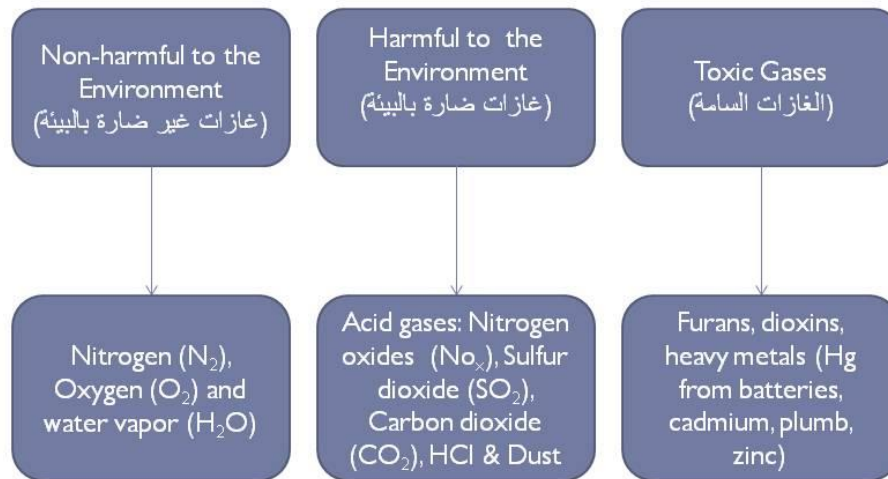 Non-harmful to the
Environment
(غازات غير ضارة بالبيئة)
Harmful to the
Environment
(غازات ضارة بالبيئة)
Toxic Gases
(الغازات السامة)
Nitrogen (N₂),
Oxygen (O₂) and
water vapor (H₂O)
Acid gases: Nitrogen
oxides (Noₓ), Sulfur
dioxide (SO₂),
Carbon dioxide
(CO₂), HCl & Dust
Furans, dioxins,
heavy metals (Hg
from batteries,
cadmium, plumb,
zinc)